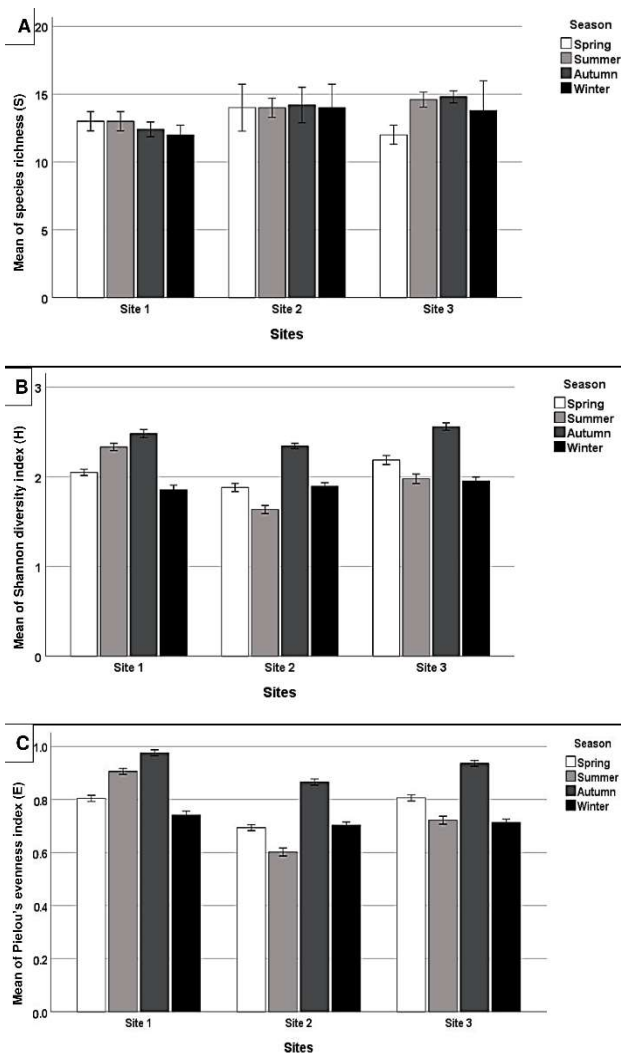 A
Mean of species richness (S)
20
15
10
5
0
Site 1
Site 2
Site 3
Sites
Season
Spring
Summer
Autumn
Winter
B
Mean of Shannon diversity index (H)
3
2
1
0
Site 1
Site 2
Site 3
Sites
Season
Spring
Summer
Autumn
Winter
C
Mean of Pielou's evenness index (E)
1.0
0.8
0.6
0.4
0.2
0.0
Site 1
Site 2
Site 3
Sites
Season
Spring
Summer
Autumn
Winter